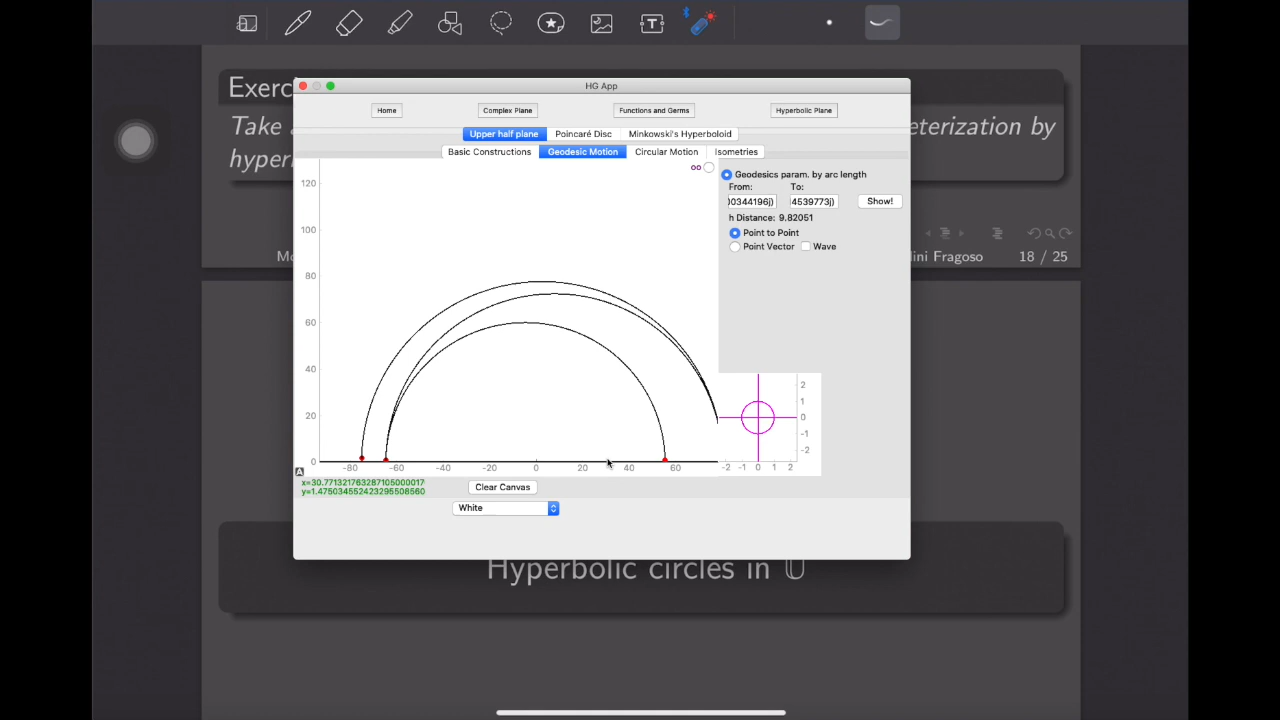 T
Exerc
HG App
Home
Complex Plane
Functions and Germs
Hyperbolic Plane
Take
eterization by
Upper half plane
Poincaré Disc
Minkowski's Hyperboloid
hyper
Basic Constructions
Geodesic Motion
Circular Motion
Isometries
120
oo
Geodesics param. by arc length
From:
To:
00344196j)
4539773j)
Show!
h Distance: 9.82051
100
Point to Point
Point Vector
Wave
Mo
ini Fragoso
18 / 25
80
60
40
20
0
-80
-60
-40
-20
0
20
40
60
2
1
0
-1
-2
-2
-1
0
1
2
A
x=30.771321763287105000017
y=1.475034552423295508560
Clear Canvas
White
Hyperbolic circles in 𝕌